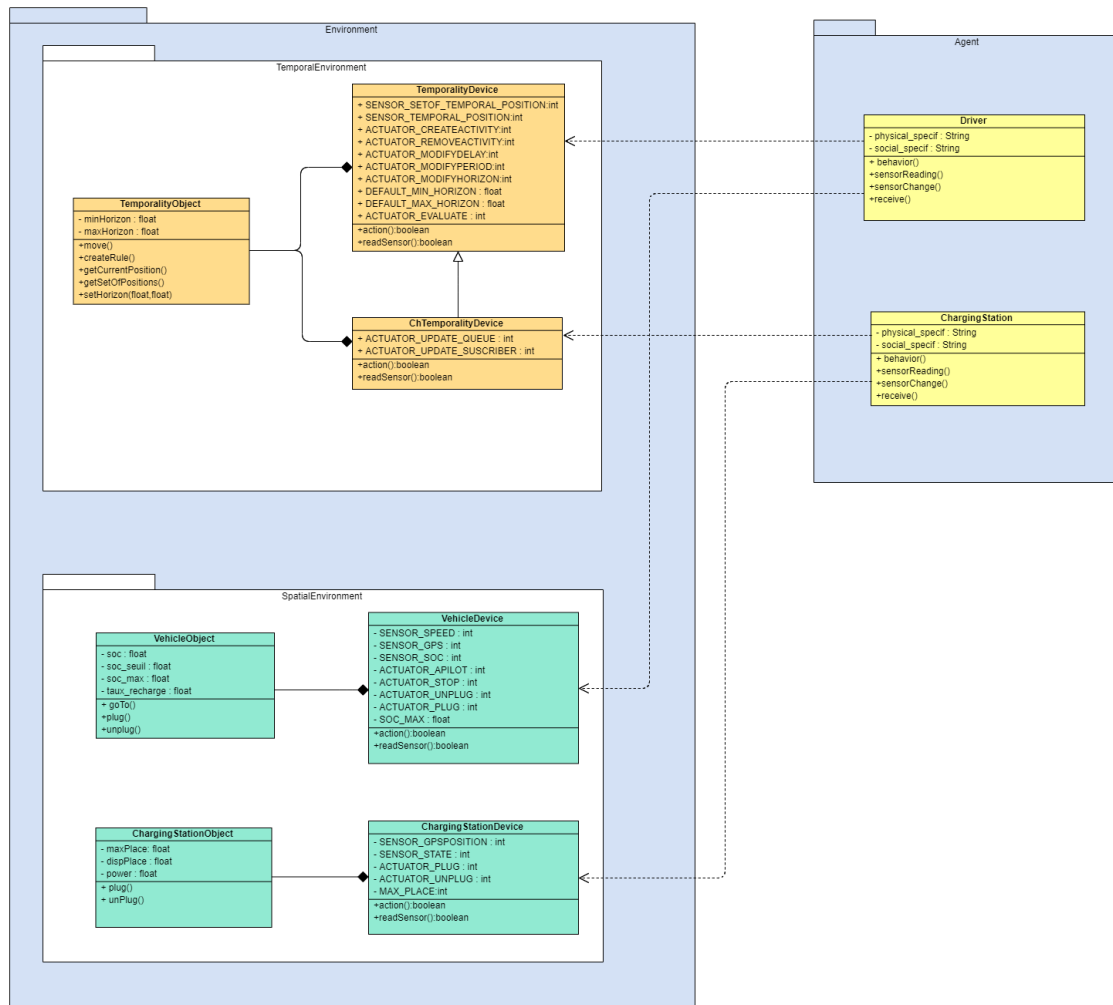 Environment
TemporalEnvironment
TemporalityDevice
+ SENSOR_SETOF_TEMPORAL_POSITION:int
+ SENSOR_TEMPORAL_POSITION:int
+ ACTUATOR_CREATEACTIVITY:int
+ ACTUATOR_REMOVEACTIVITY:int
+ ACTUATOR_MODIFYDELAY:int
+ ACTUATOR_MODIFYPERIOD:int
+ ACTUATOR_MODIFYHORIZON:int
+ DEFAULT_MIN_HORIZON : float
+ DEFAULT_MAX_HORIZON : float
+ ACTUATOR_EVALUATE : int
+action():boolean
+readSensor():boolean
TemporalityObject
- minHorizon : float
- maxHorizon : float
+move()
+createRule()
+getCurrentPosition()
+getSetOfPositions()
+setHorizon(float,float)
ChTemporalityDevice
+ ACTUATOR_UPDATE_QUEUE : int
+ ACTUATOR_UPDATE_SUSCRIBER : int
+action():boolean
+readSensor():boolean
Agent
Driver
- physical_specif : String
- social_specif : String
+ behavior()
+sensorReading()
+sensorChange()
+receive()
ChargingStation
- physical_specif : String
- social_specif : String
+ behavior()
+sensorReading()
+sensorChange()
+receive()
SpatialEnvironment
VehicleObject
- soc : float
- soc_seuil : float
- soc_max : float
- taux_recharge : float
+ goTo()
+plug()
+unplug()
VehicleDevice
- SENSOR_SPEED : int
- SENSOR_GPS : int
- SENSOR_SOC : int
- ACTUATOR_APILOT : int
- ACTUATOR_STOP : int
- ACTUATOR_UNPLUG : int
- ACTUATOR_PLUG : int
- SOC_MAX : float
+action():boolean
+readSensor():boolean
ChargingStationObject
- maxPlace: float
- dispPlace : float
- power : float
+ plug()
+ unPlug()
ChargingStationDevice
- SENSOR_GPSPOSITION : int
- SENSOR_STATE : int
- ACTUATOR_PLUG : int
- ACTUATOR_UNPLUG : int
- MAX_PLACE:int
+action():boolean
+readSensor():boolean